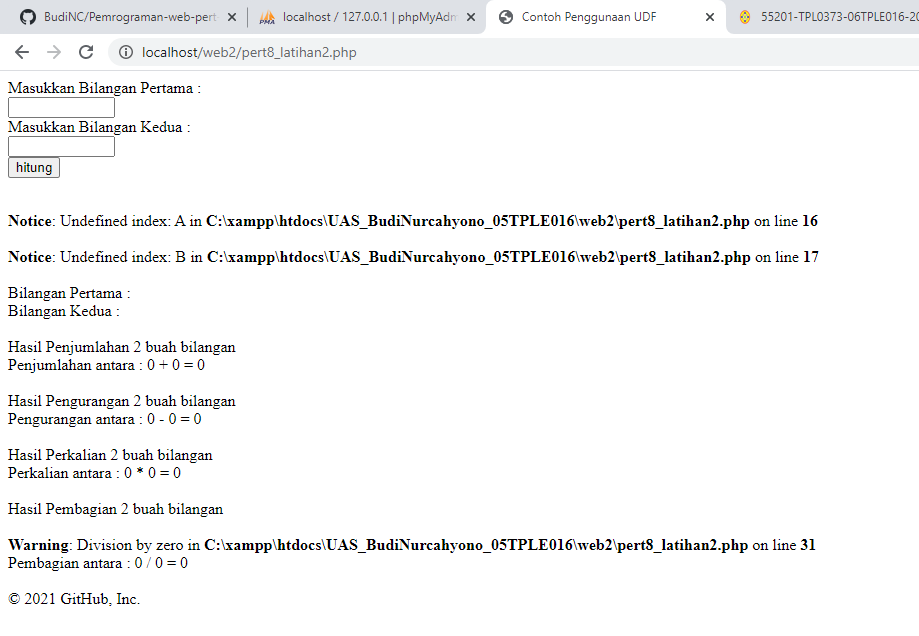 BudiNC/Pemrograman-web-pert
localhost / 127.0.0.1 | phpMyAdm
Contoh Penggunaan UDF
55201-TPL0373-06TPLE016-20
localhost/web2/pert8_latihan2.php
Masukkan Bilangan Pertama :
Masukkan Bilangan Kedua :
hitung
Notice: Undefined index: A in C:\xampp\htdocs\UAS_BudiNurcahyono_05TPLE016\web2\pert8_latihan2.php on line 16
Notice: Undefined index: B in C:\xampp\htdocs\UAS_BudiNurcahyono_05TPLE016\web2\pert8_latihan2.php on line 17
Bilangan Pertama :
Bilangan Kedua :
Hasil Penjumlahan 2 buah bilangan
Penjumlahan antara : 0 + 0 = 0
Hasil Pengurangan 2 buah bilangan
Pengurangan antara : 0 - 0 = 0
Hasil Perkalian 2 buah bilangan
Perkalian antara : 0 * 0 = 0
Hasil Pembagian 2 buah bilangan
Warning: Division by zero in C:\xampp\htdocs\UAS_BudiNurcahyono_05TPLE016\web2\pert8_latihan2.php on line 31
Pembagian antara : 0 / 0 = 0
© 2021 GitHub, Inc.